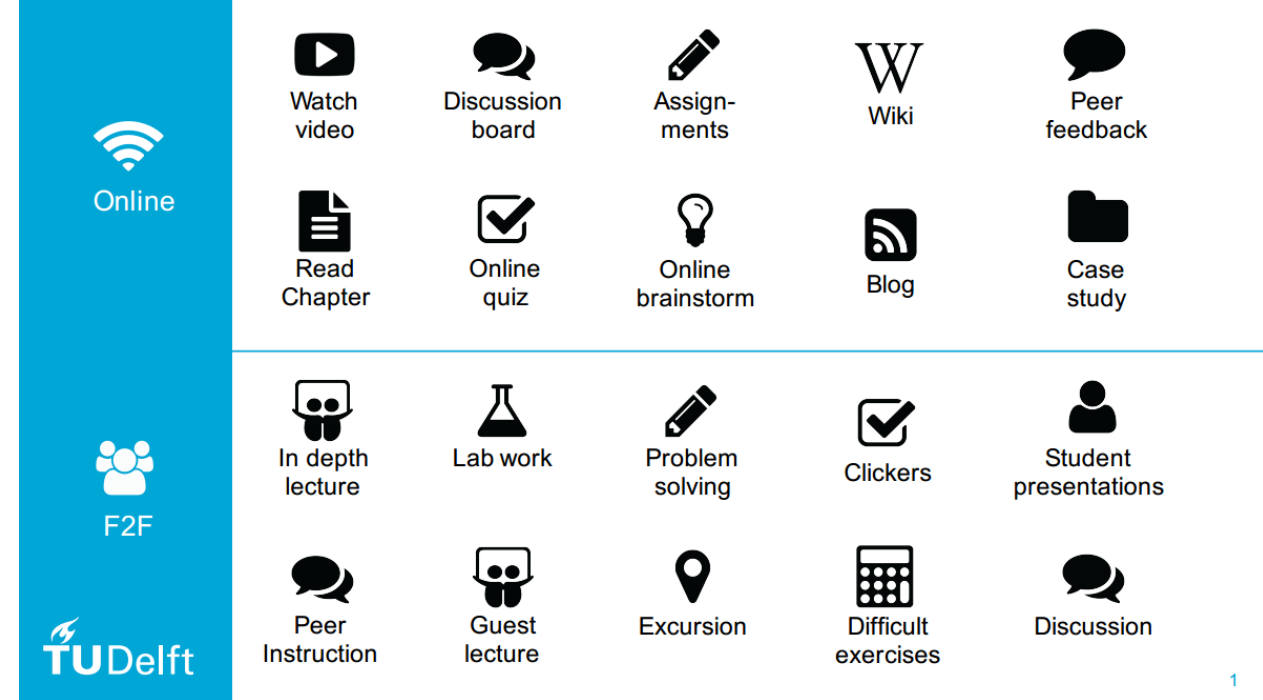 Online
Watch
video
Discussion
board
Assign-
ments
W
Wiki
Peer
feedback
Read
Chapter
Online
quiz
Online
brainstorm
Blog
Case
study
F2F
In depth
lecture
Lab work
Problem
solving
Clickers
Student
presentations
Peer
Instruction
Guest
lecture
Excursion
Difficult
exercises
Discussion
TUDelft
1